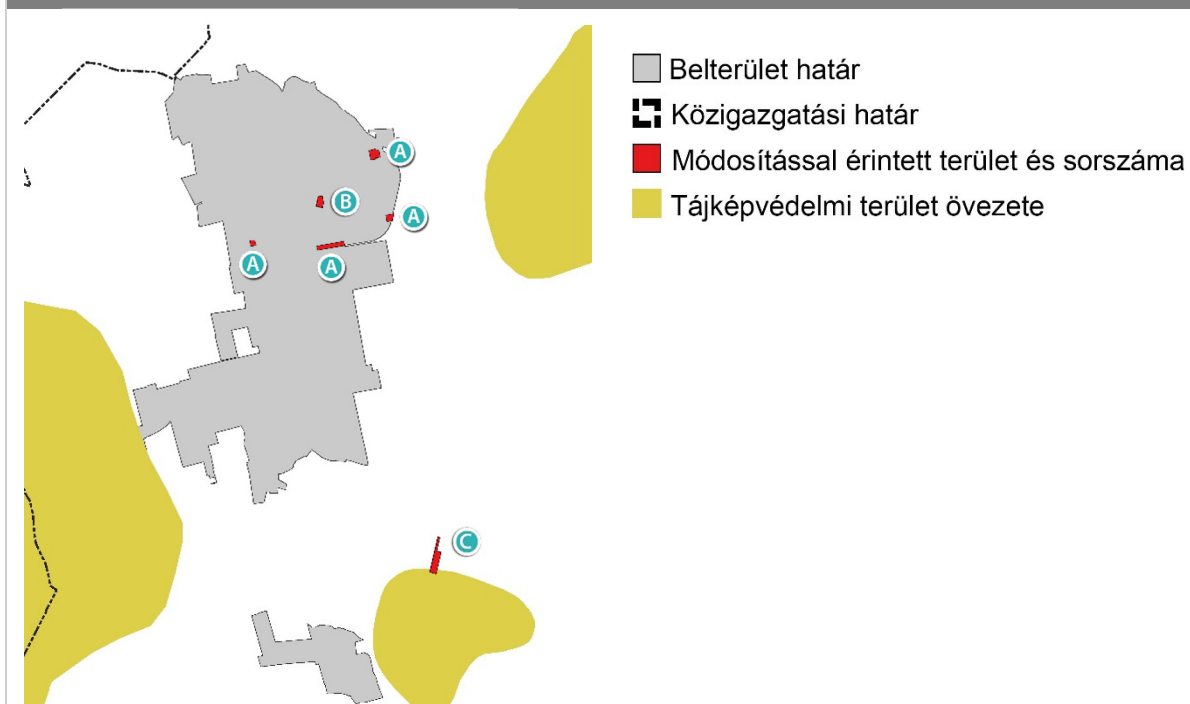 Belterület határ
Közigazgatási határ
Módosítással érintett terület és sorszáma
Tájképvédelmi terület övezete
A
B
A
A
A
C